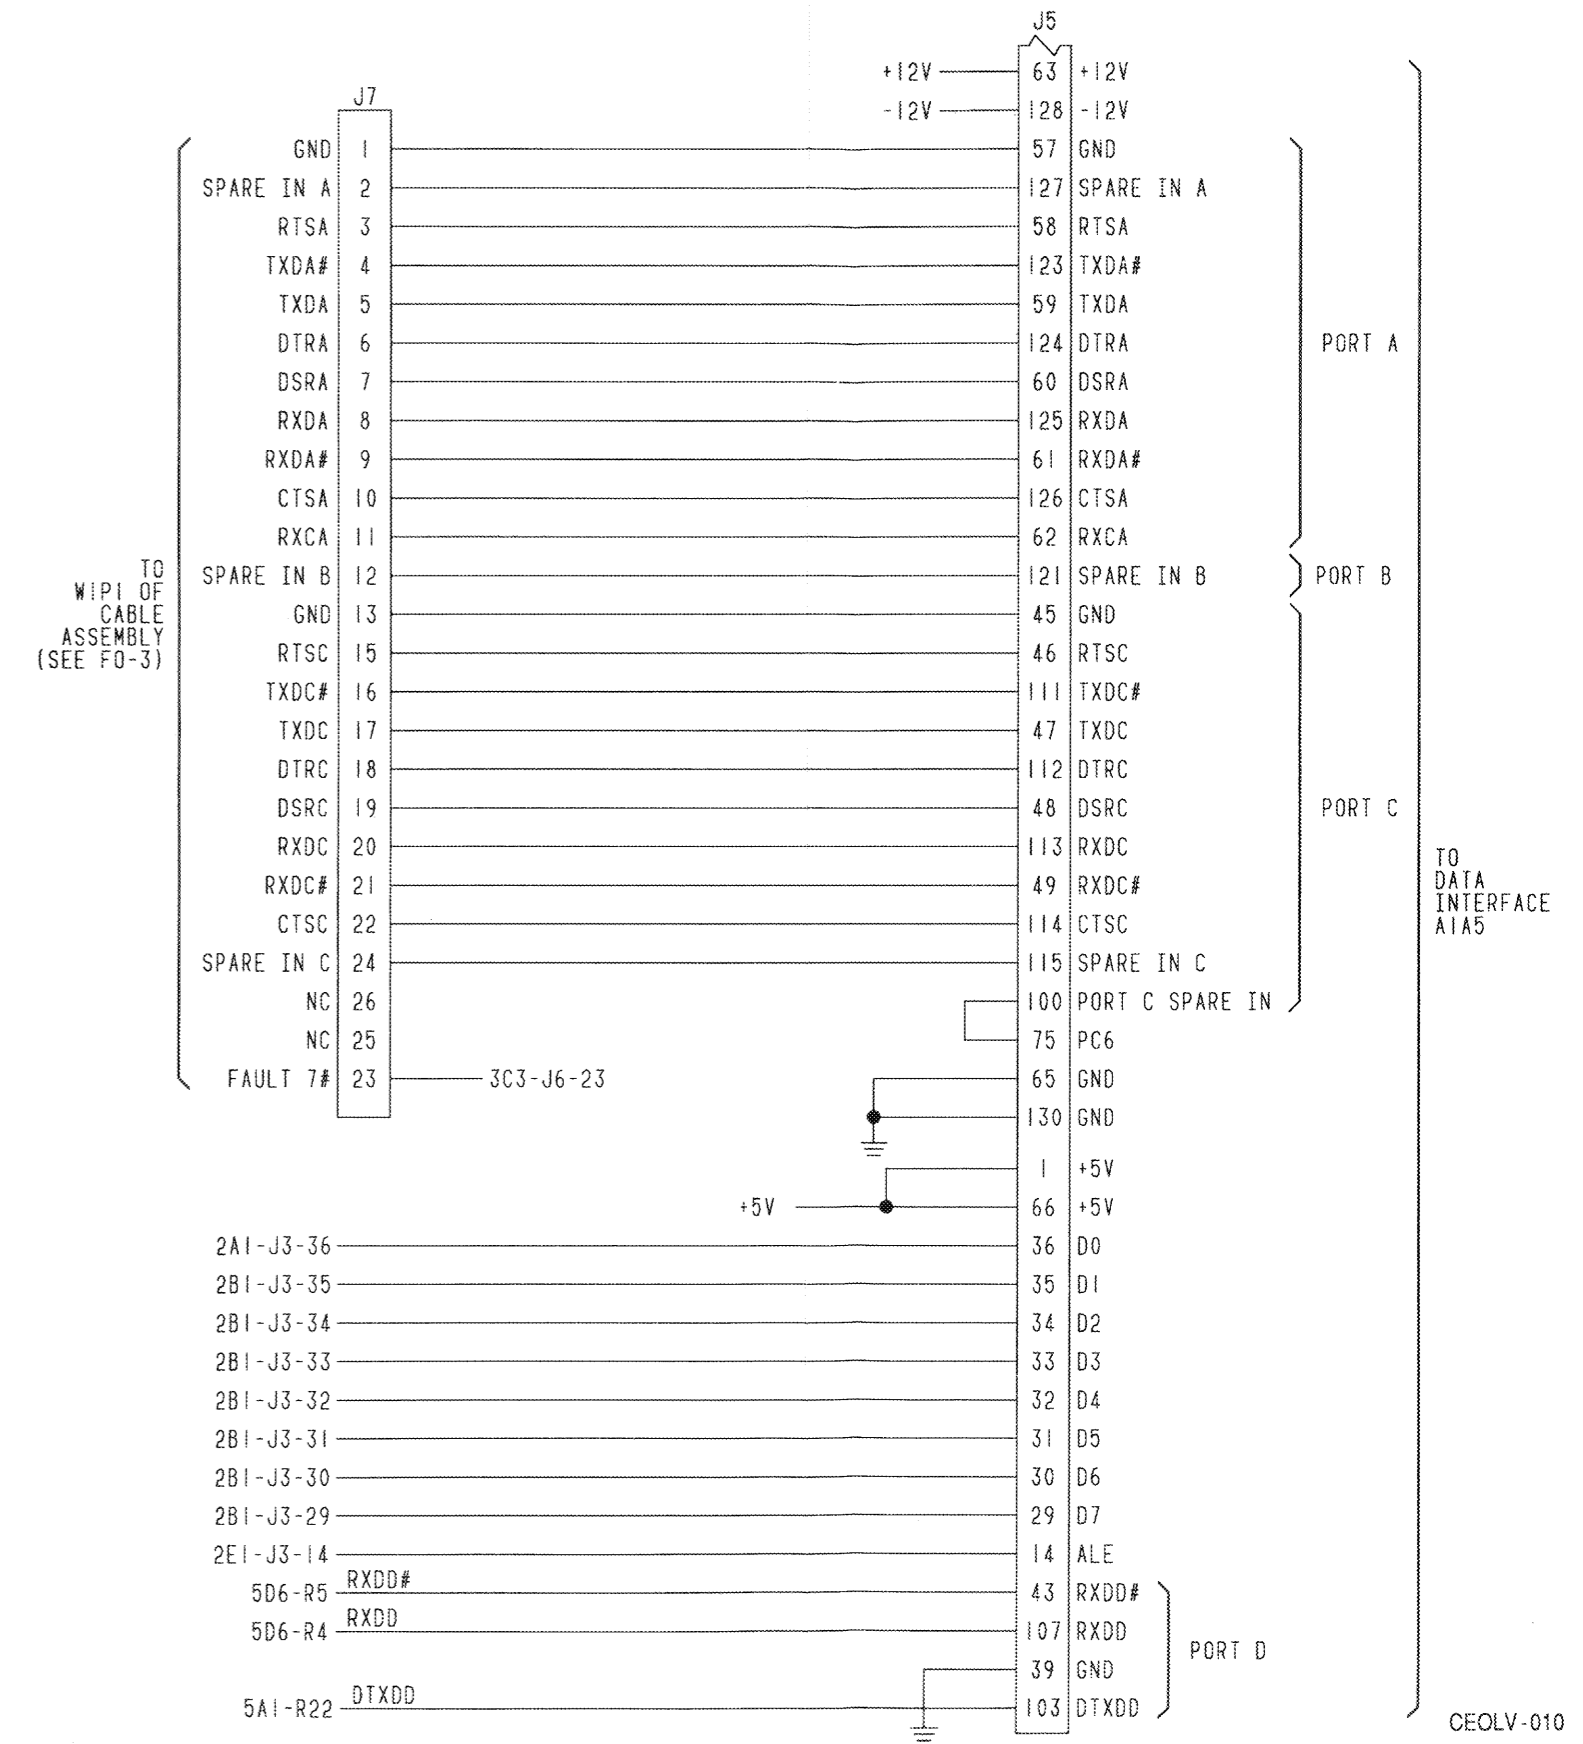 J5
+12V 63 +12V
J7
-12V 128 -12V
GND 1 57 GND
SPARE IN A 2 127 SPARE IN A
RTSA 3 58 RTSA
TXDA# 4 123 TXDA#
TXDA 5 59 TXDA
DTRA 6 124 DTRA PORT A
DSRA 7 60 DSRA
RXDA 8 125 RXDA
RXDA# 9 61 RXDA#
CTSA 10 126 CTSA
RXCA 11 62 RXCA
SPARE IN B 12 121 SPARE IN B PORT B
TO
W1P1 OF
CABLE
ASSEMBLY
(SEE FO-3)
GND 13 45 GND
RTSC 15 46 RTSC
TXDC# 16 111 TXDC#
TXDC 17 47 TXDC
DTRC 18 112 DTRC
DSRC 19 48 DSRC PORT C
RXDC 20 113 RXDC
RXDC# 21 49 RXDC#
TO
DATA
INTERFACE
A1A5
CTSC 22 114 CTSC
SPARE IN C 24 115 SPARE IN C
NC 26 100 PORT C SPARE IN
NC 25 75 PC6
FAULT 7# 23 3C3-J6-23 65 GND
130 GND
1 +5V
+5V 66 +5V
2A1-J3-36 36 D0
2B1-J3-35 35 D1
2B1-J3-34 34 D2
2B1-J3-33 33 D3
2B1-J3-32 32 D4
2B1-J3-31 31 D5
2B1-J3-30 30 D6
2B1-J3-29 29 D7
2E1-J3-14 14 ALE
5D6-R5 RXDD# 43 RXDD#
5D6-R4 RXDD 107 RXDD
PORT D
39 GND
5A1-R22 DTXDD 103 DTXDD
CEOLV-010